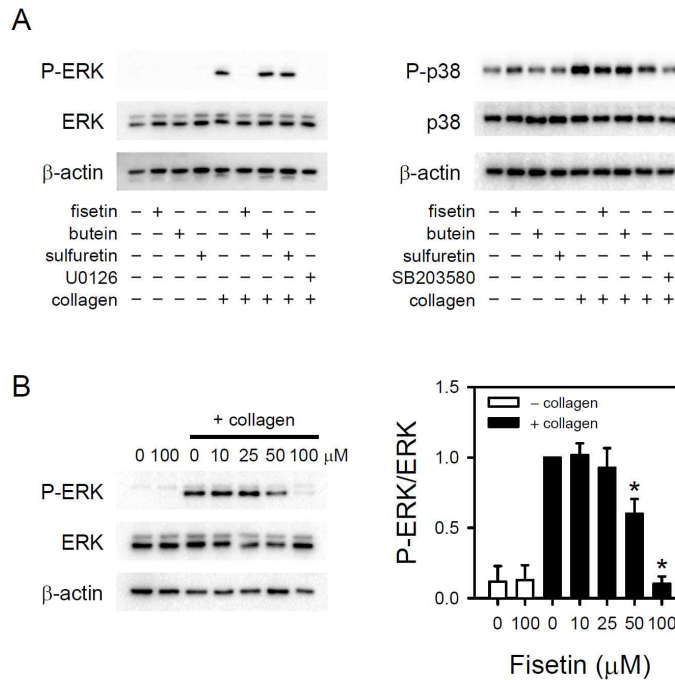 A
P-ERK
ERK
β-actin
fisetin − + − − − + − − −
butein − − + − − − + − −
sulfuretin − − − + − − − + −
U0126 − − − − − − − − +
collagen − − − − + + + + +
P-p38
p38
β-actin
fisetin − + − − − + − − −
butein − − + − − − + − −
sulfuretin − − − + − − − + −
SB203580 − − − − − − − − +
collagen − − − − + + + + +
B
+ collagen
0 100 0 10 25 50 100 μM
P-ERK
ERK
β-actin
1.5
1.0
0.5
0.0
P-ERK/ERK
− collagen
+ collagen
* *
0 100 0 10 25 50 100
Fisetin (μM)